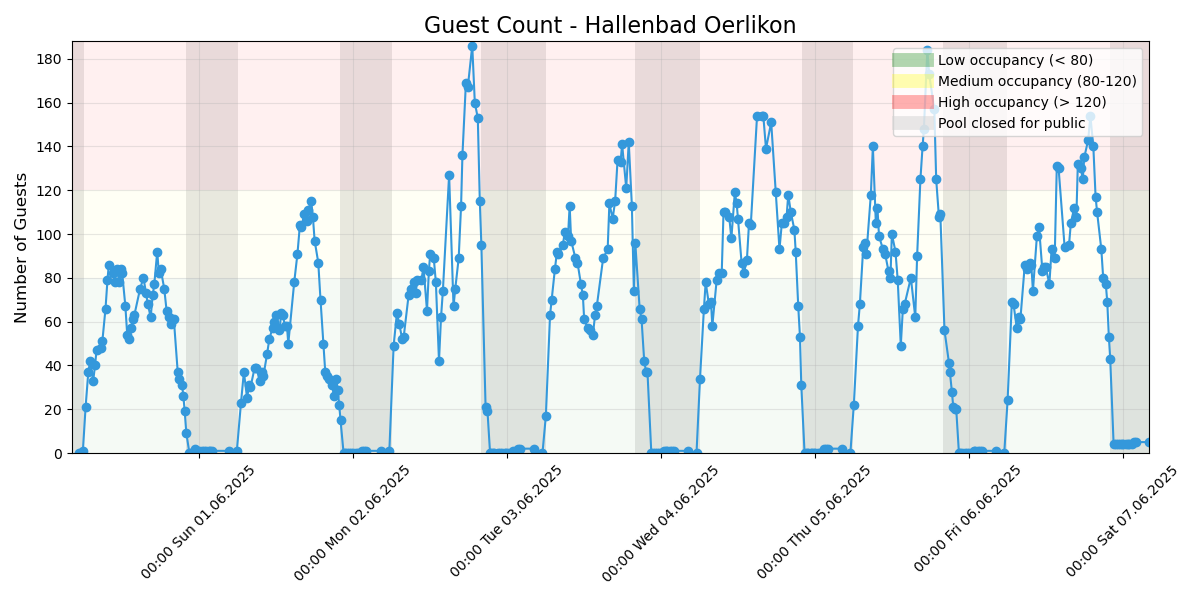 Guest Count - Hallenbad Oerlikon
Low occupancy (< 80)
Medium occupancy (80-120)
High occupancy (> 120)
Pool closed for public
Number of Guests
180
160
140
120
100
80
60
40
20
0
00:00 Sun 01.06.2025
00:00 Mon 02.06.2025
00:00 Tue 03.06.2025
00:00 Wed 04.06.2025
00:00 Thu 05.06.2025
00:00 Fri 06.06.2025
00:00 Sat 07.06.2025